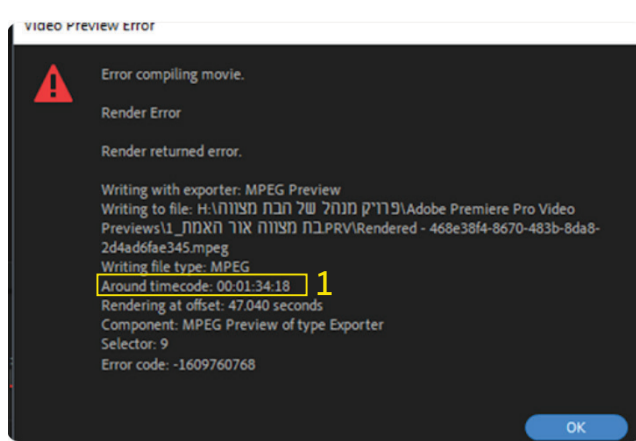 Video Preview Error
Error compiling movie.
Render Error
Render returned error.
Writing with exporter: MPEG Preview
Writing to file: H:\פרויק מנהל של הבת מצווה\Adobe Premiere Pro Video
Previews\1_בת מצווה אור האמת.PRV\Rendered - 468e38f4-8670-483b-8da8-
2d4ad6fae345.mpeg
Writing file type: MPEG
Around timecode: 00:01:34:18 1
Rendering at offset: 47.040 seconds
Component: MPEG Preview of type Exporter
Selector: 9
Error code: -1609760768
OK